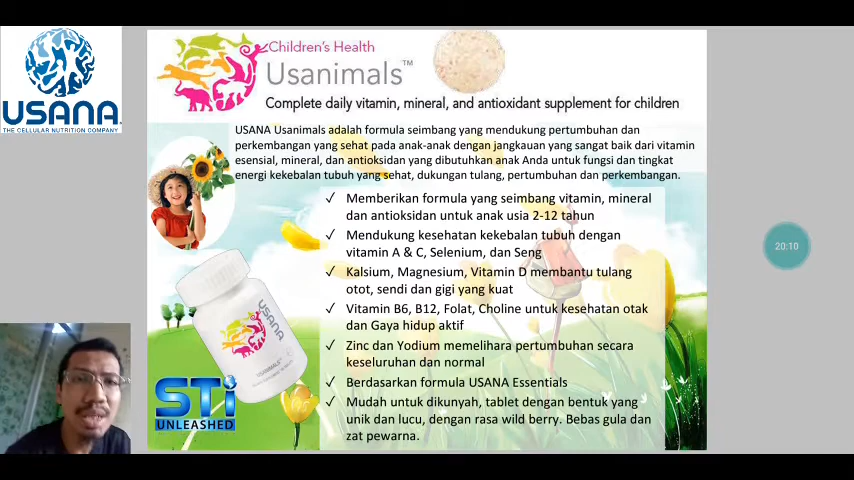 Children's Health
Usanimals™
Complete daily vitamin, mineral, and antioxidant supplement for children
USANA
THE CELLULAR NUTRITION COMPANY
USANA Usanimals adalah formula seimbang yang mendukung pertumbuhan dan
perkembangan yang sehat pada anak-anak dengan jangkauan yang sangat baik dari vitamin
esensial, mineral, dan antioksidan yang dibutuhkan anak Anda untuk fungsi dan tingkat
energi kekebalan tubuh yang sehat, dukungan tulang, pertumbuhan dan perkembangan.
✓ Memberikan formula yang seimbang vitamin, mineral
dan antioksidan untuk anak usia 2-12 tahun
✓ Mendukung kesehatan kekebalan tubuh dengan
vitamin A & C, Selenium, dan Seng
✓ Kalsium, Magnesium, Vitamin D membantu tulang
otot, sendi dan gigi yang kuat
✓ Vitamin B6, B12, Folat, Choline untuk kesehatan otak
dan Gaya hidup aktif
✓ Zinc dan Yodium memelihara pertumbuhan secara
keseluruhan dan normal
✓ Berdasarkan formula USANA Essentials
✓ Mudah untuk dikunyah, tablet dengan bentuk yang
unik dan lucu, dengan rasa wild berry. Bebas gula dan
zat pewarna.
20:10
USANA
USANIMALS
STi
UNLEASHED